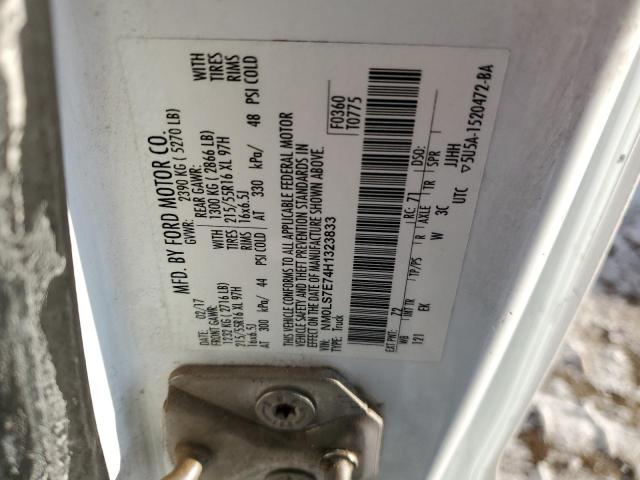 MFD. BY FORD MOTOR CO.
DATE: 02/17
GVWR: 2390 KG ( 5270 LB)
FRONT GAWR:
1232 KG ( 2716 LB)
215/55R16 XL 97H
16x6.5J
AT 300 kPa/ 44 PSI COLD
REAR GAWR:
1300 KG ( 2866 LB)
215/55R16 XL 97H
16x6.5J
AT 330 kPa/ 48 PSI COLD
WITH
TIRES
RIMS
WITH
TIRES
RIMS
THIS VEHICLE CONFORMS TO ALL APPLICABLE FEDERAL MOTOR
VEHICLE SAFETY AND THEFT PREVENTION STANDARDS IN
EFFECT ON THE DATE OF MANUFACTURE SHOWN ABOVE.
VIN: NM0LS7E74H1323833
TYPE: Truck
F0360
T0775
EXT PNT: Z2 RC: 71 DSO:
WB INT TR TP/PS R AXLE TR SPR
121 EK W 3C JJHH
UTC ▽5U5A-1520472-BA